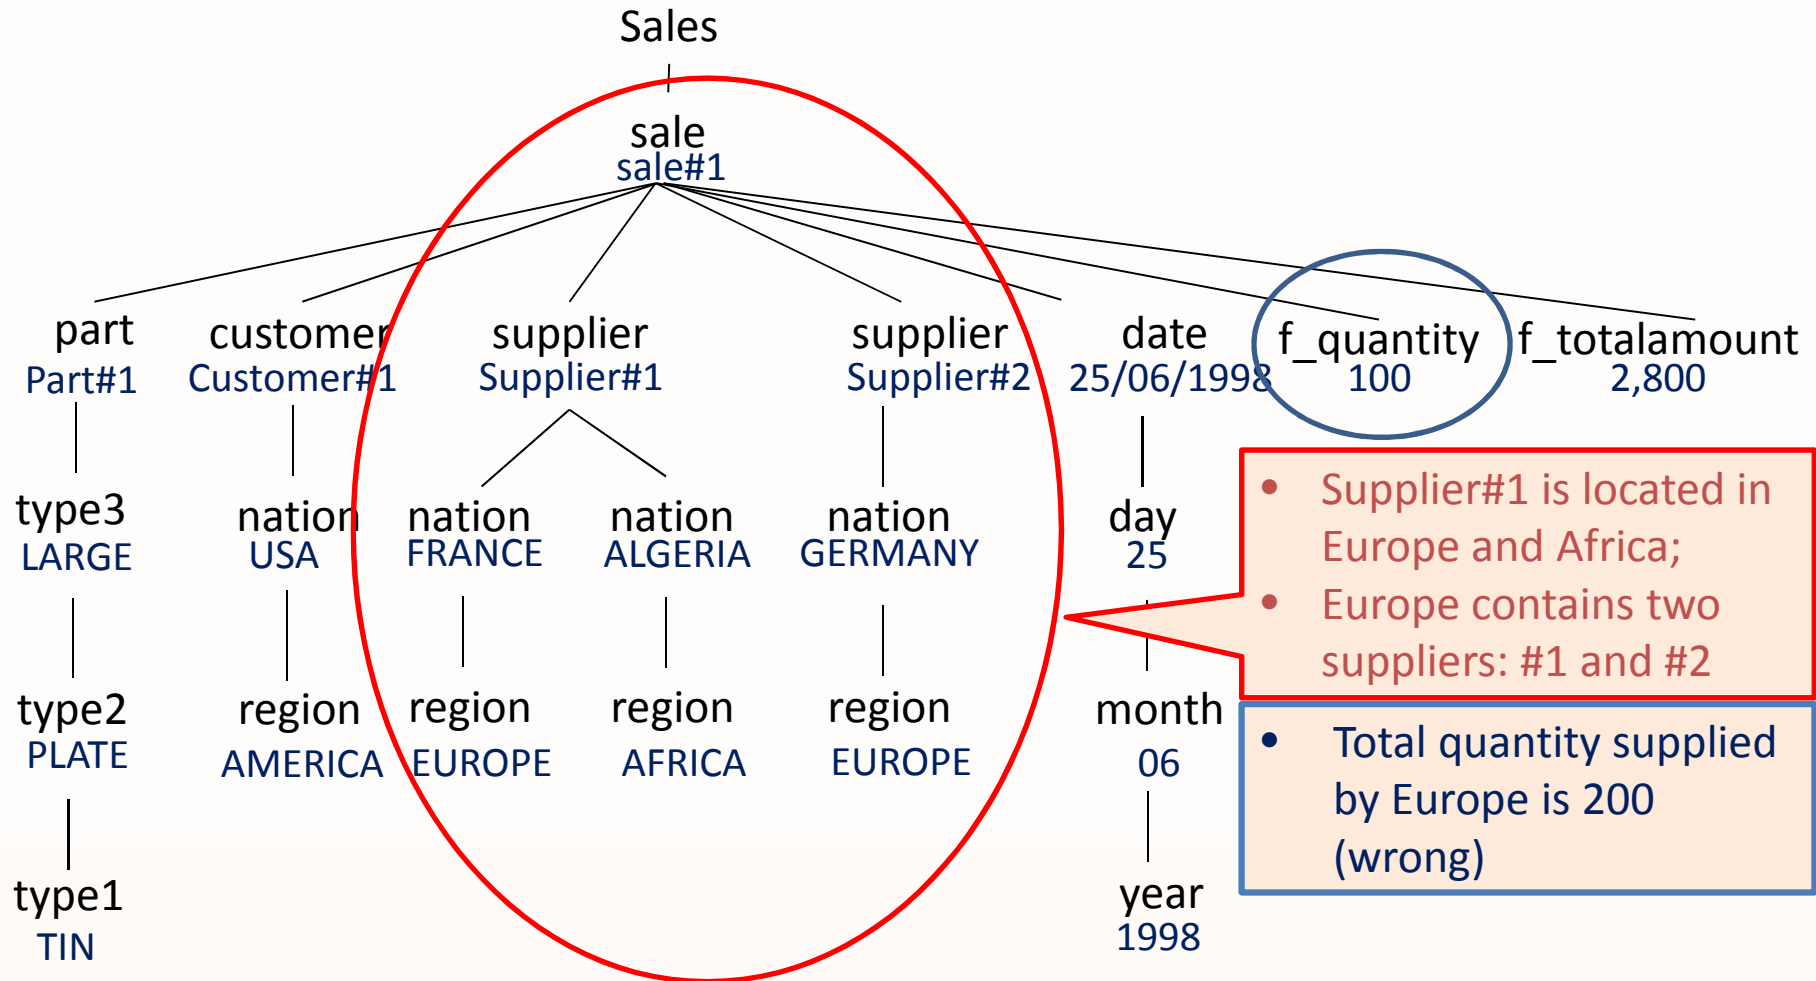 Sales
sale
sale#1
part customer supplier supplier date f_quantity f_totalamount
Part#1 Customer#1 Supplier#1 Supplier#2 25/06/1998 100 2,800
type3 nation nation nation nation day
LARGE USA FRANCE ALGERIA GERMANY 25
type2 region region region region month
PLATE AMERICA EUROPE AFRICA EUROPE 06
type1 year
TIN 1998
• Supplier#1 is located in
Europe and Africa;
• Europe contains two
suppliers: #1 and #2
• Total quantity supplied
by Europe is 200
(wrong)